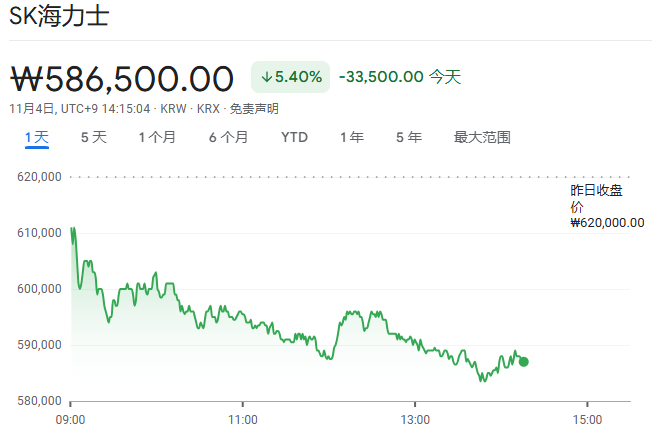 SK海力士
₩586,500.00 ↓5.40% -33,500.00 今天
11月4日, UTC+9 14:15:04 · KRW · KRX · 免责声明
1 天 5 天 1 个月 6 个月 YTD 1 年 5 年 最大范围
620,000
昨日收盘
价
₩620,000.00
610,000
600,000
590,000
580,000
09:00 11:00 13:00 15:00